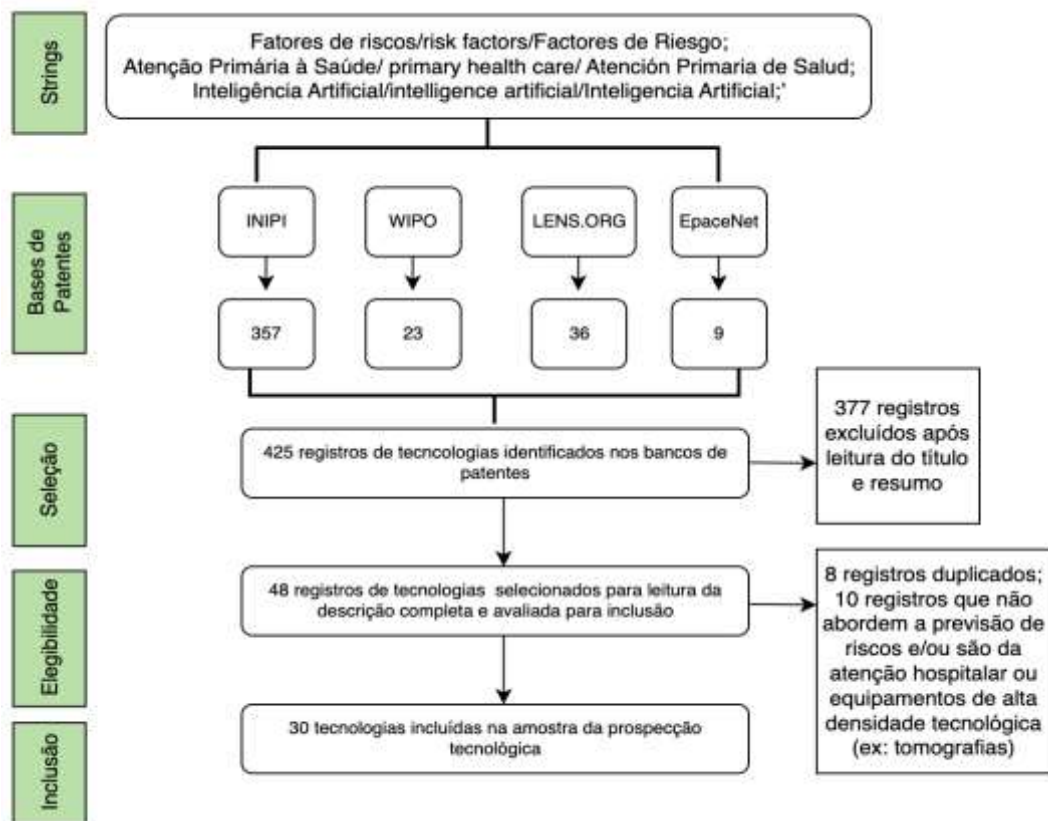 Strings
Fatores de riscos/risk factors/Factores de Riesgo;
Atenção Primária à Saúde/ primary health care/ Atención Primaria de Salud;
Inteligência Artificial/intelligence artificial/Inteligencia Artificial;'
Bases de
Patentes
INIPI
WIPO
LENS.ORG
EpaceNet
357
23
36
9
Seleção
425 registros de tecncologias identificados nos bancos de
patentes
377 registros
excluídos após
leitura do título
e resumo
Elegibilidade
48 registros de tecnologias selecionados para leitura da
descrição completa e avaliada para inclusão
8 registros duplicados;
10 registros que não
abordem a previsão de
riscos e/ou são da
atenção hospitalar ou
equipamentos de alta
densidade tecnológica
(ex: tomografias)
Inclusão
30 tecnologias incluídas na amostra da prospecção
tecnológica